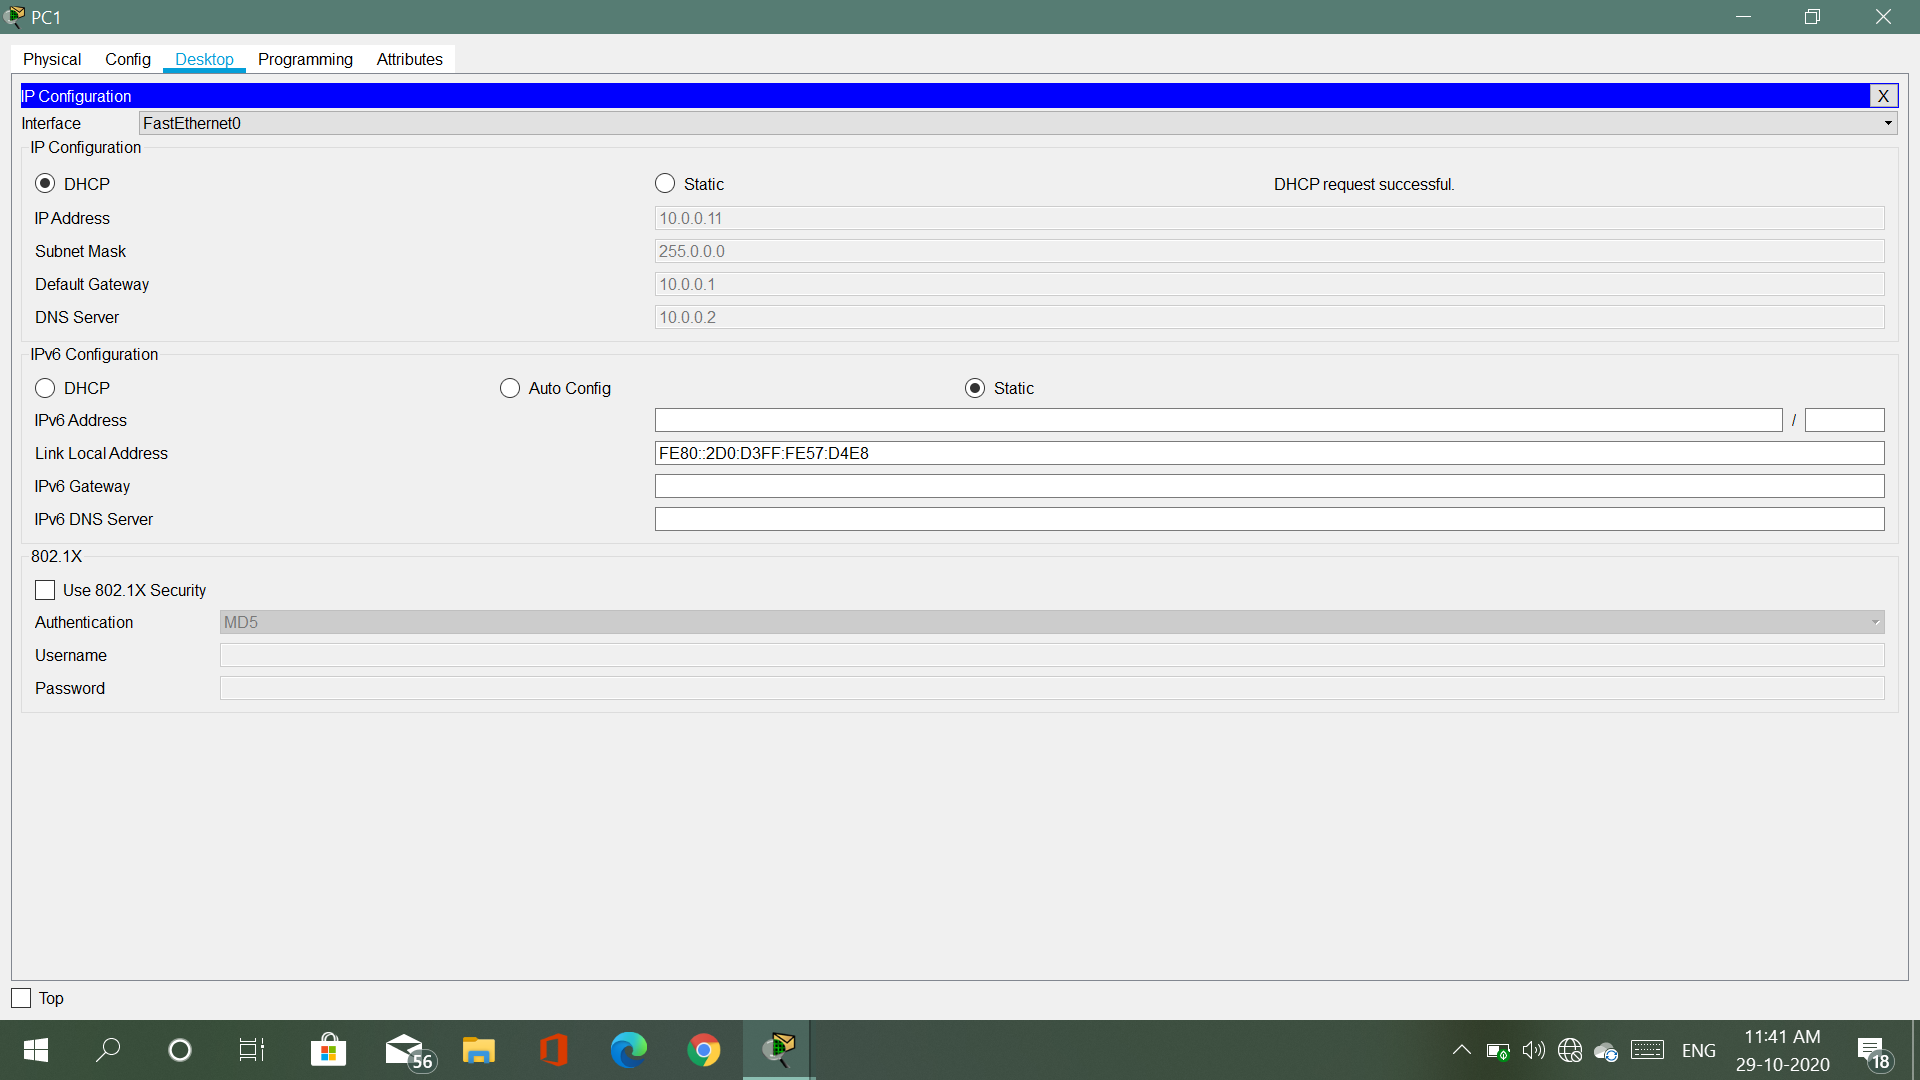 PC1
Physical Config Desktop Programming Attributes
IP Configuration X
Interface FastEthernet0
IP Configuration
DHCP Static DHCP request successful.
IP Address 10.0.0.11
Subnet Mask 255.0.0.0
Default Gateway 10.0.0.1
DNS Server 10.0.0.2
IPv6 Configuration
DHCP Auto Config Static
IPv6 Address /
Link Local Address FE80::2D0:D3FF:FE57:D4E8
IPv6 Gateway
IPv6 DNS Server
802.1X
Use 802.1X Security
Authentication MD5
Username
Password
Top
56 ENG 11:41 AM 18
29-10-2020